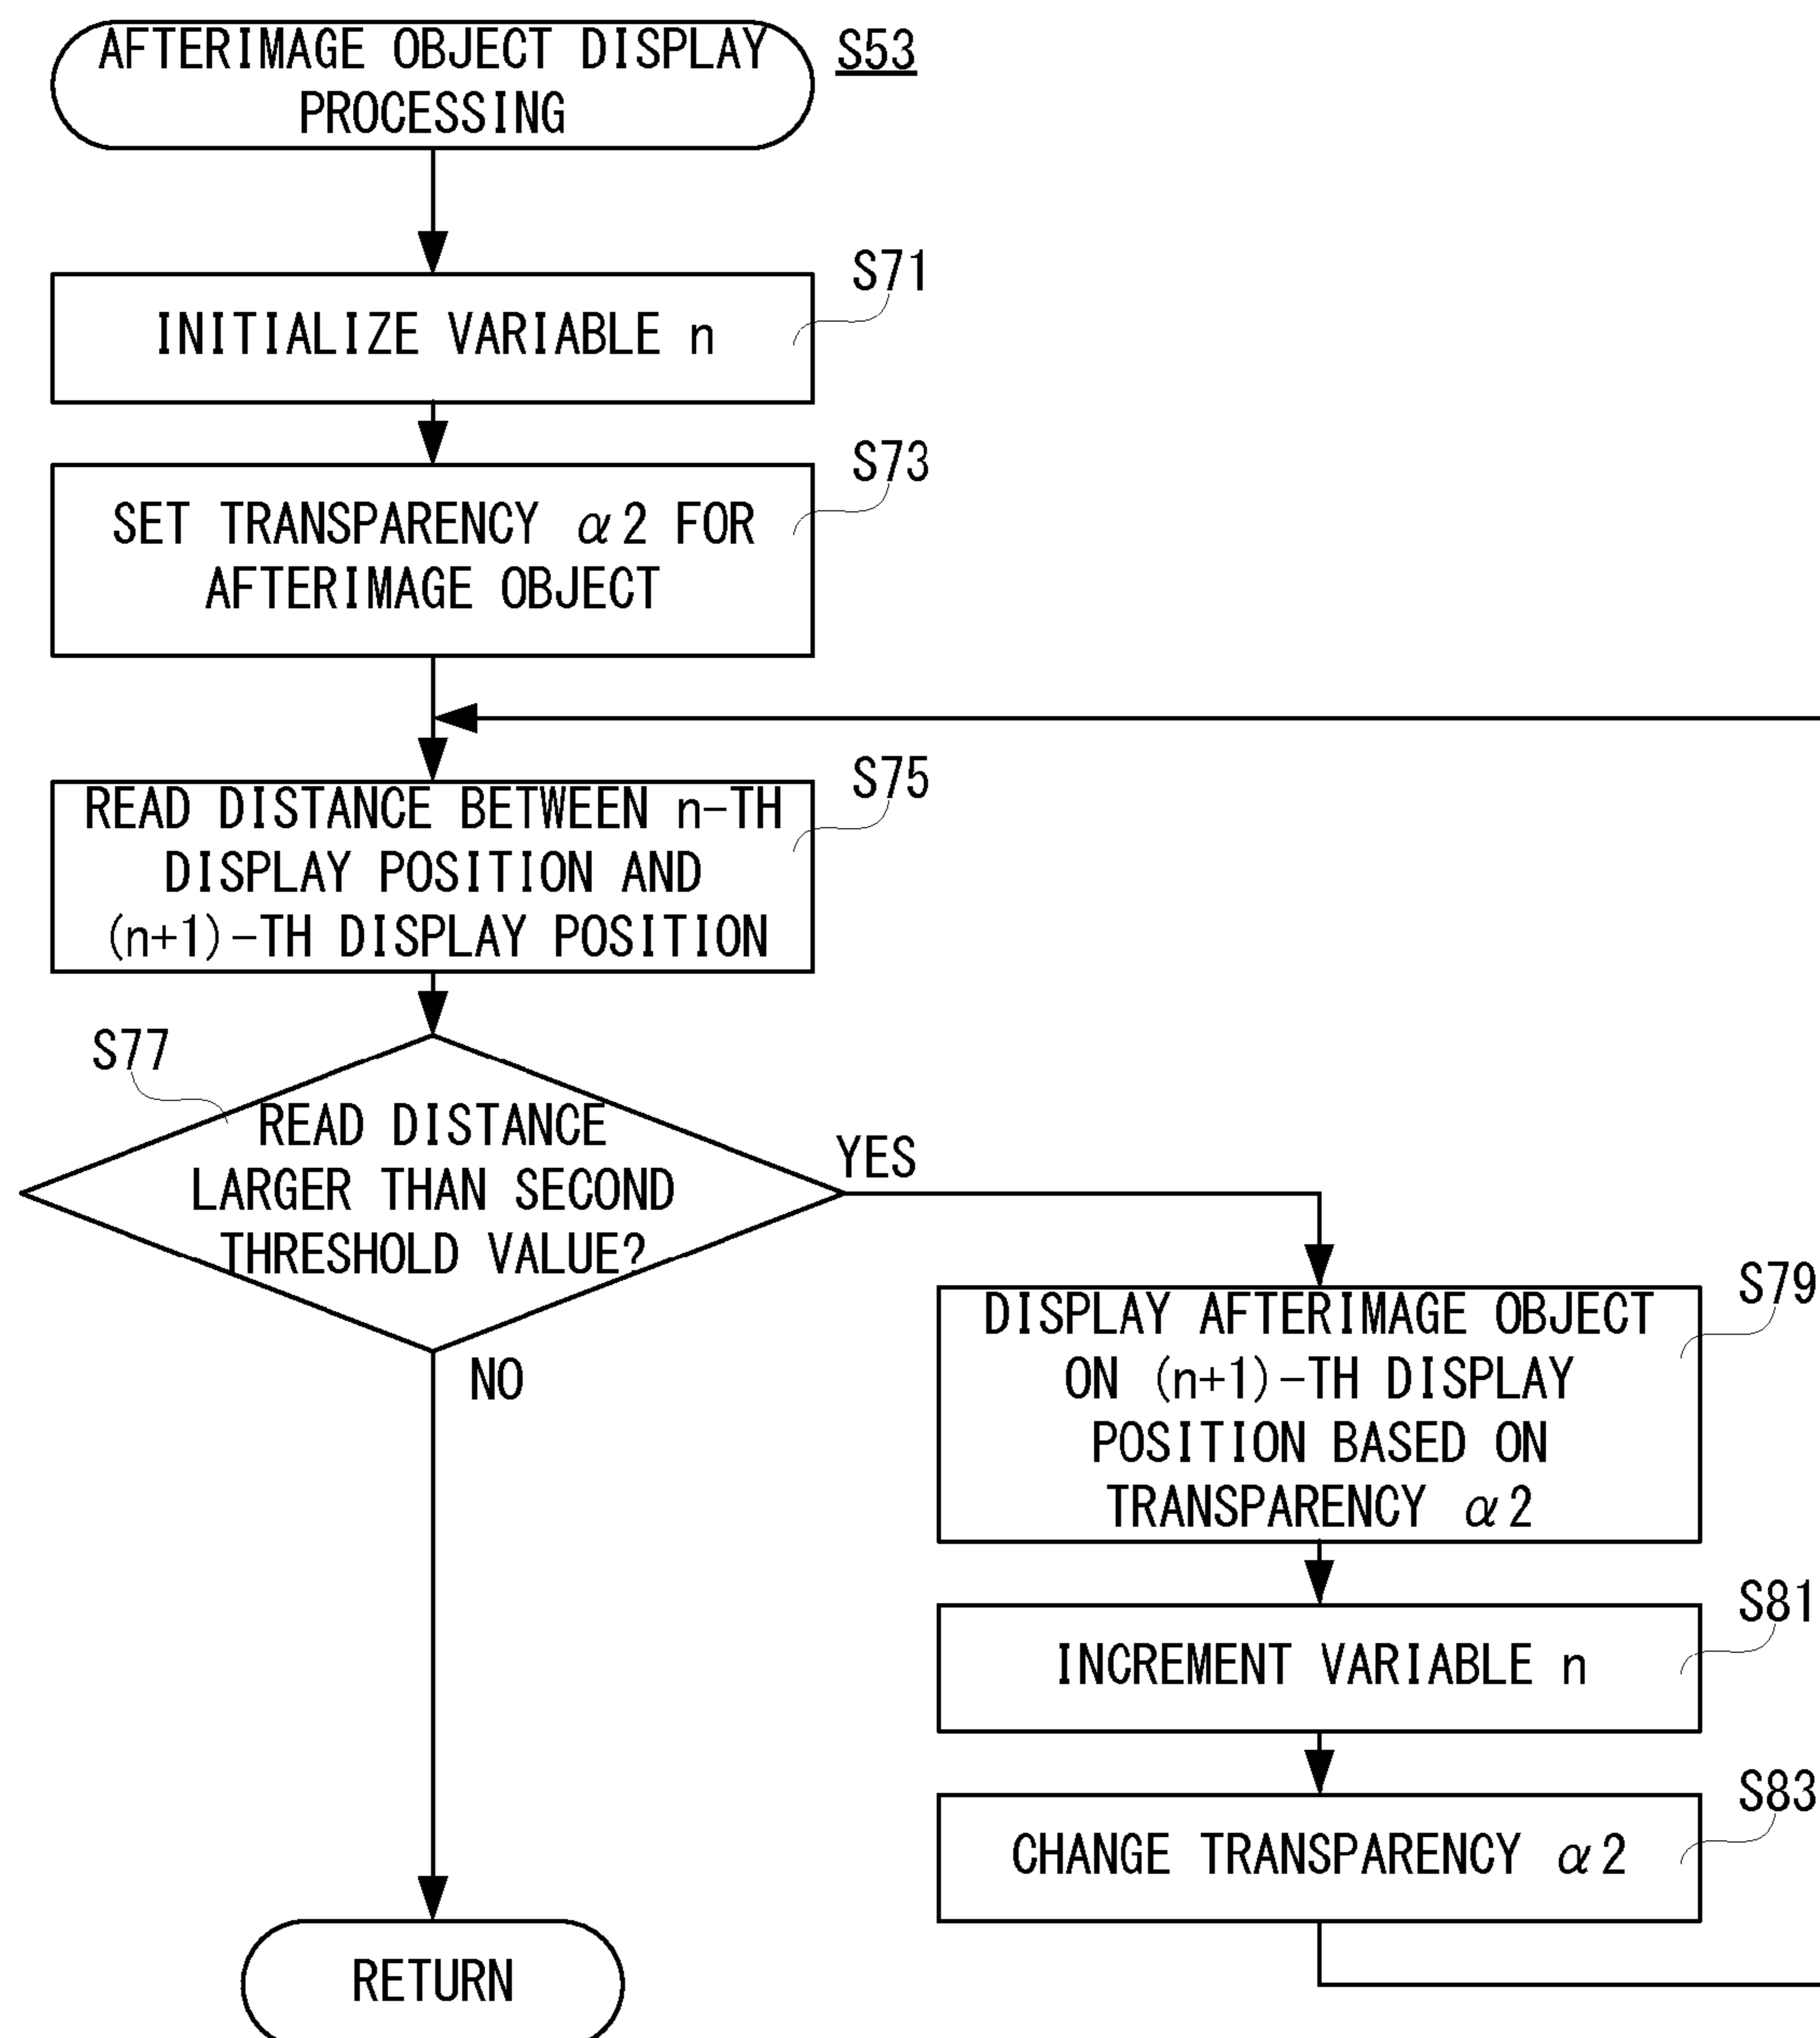 AFTERIMAGE OBJECT DISPLAY
PROCESSING
S53
S71
INITIALIZE VARIABLE n
S73
SET TRANSPARENCY α2 FOR
AFTERIMAGE OBJECT
S75
READ DISTANCE BETWEEN n-TH
DISPLAY POSITION AND
(n+1)-TH DISPLAY POSITION
S77
READ DISTANCE
LARGER THAN SECOND
THRESHOLD VALUE?
YES
NO
S79
DISPLAY AFTERIMAGE OBJECT
ON (n+1)-TH DISPLAY
POSITION BASED ON
TRANSPARENCY α2
S81
INCREMENT VARIABLE n
S83
CHANGE TRANSPARENCY α2
RETURN